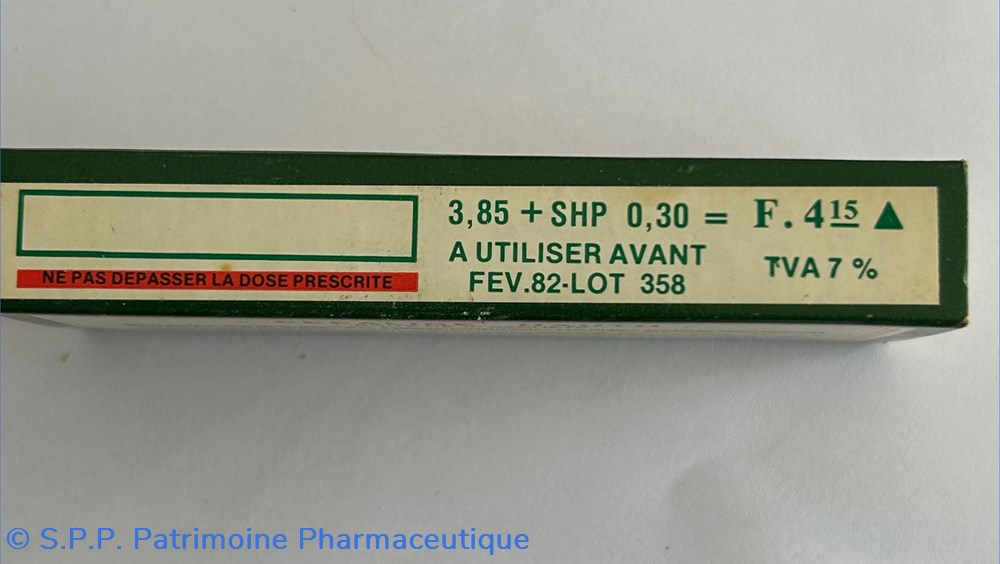 3,85 + SHP 0,30 = F. 4 15 ▲
A UTILISER AVANT
TVA 7 %
NE PAS DEPASSER LA DOSE PRESCRITE
FEV.82-LOT 358
© S.P.P. Patrimoine Pharmaceutique